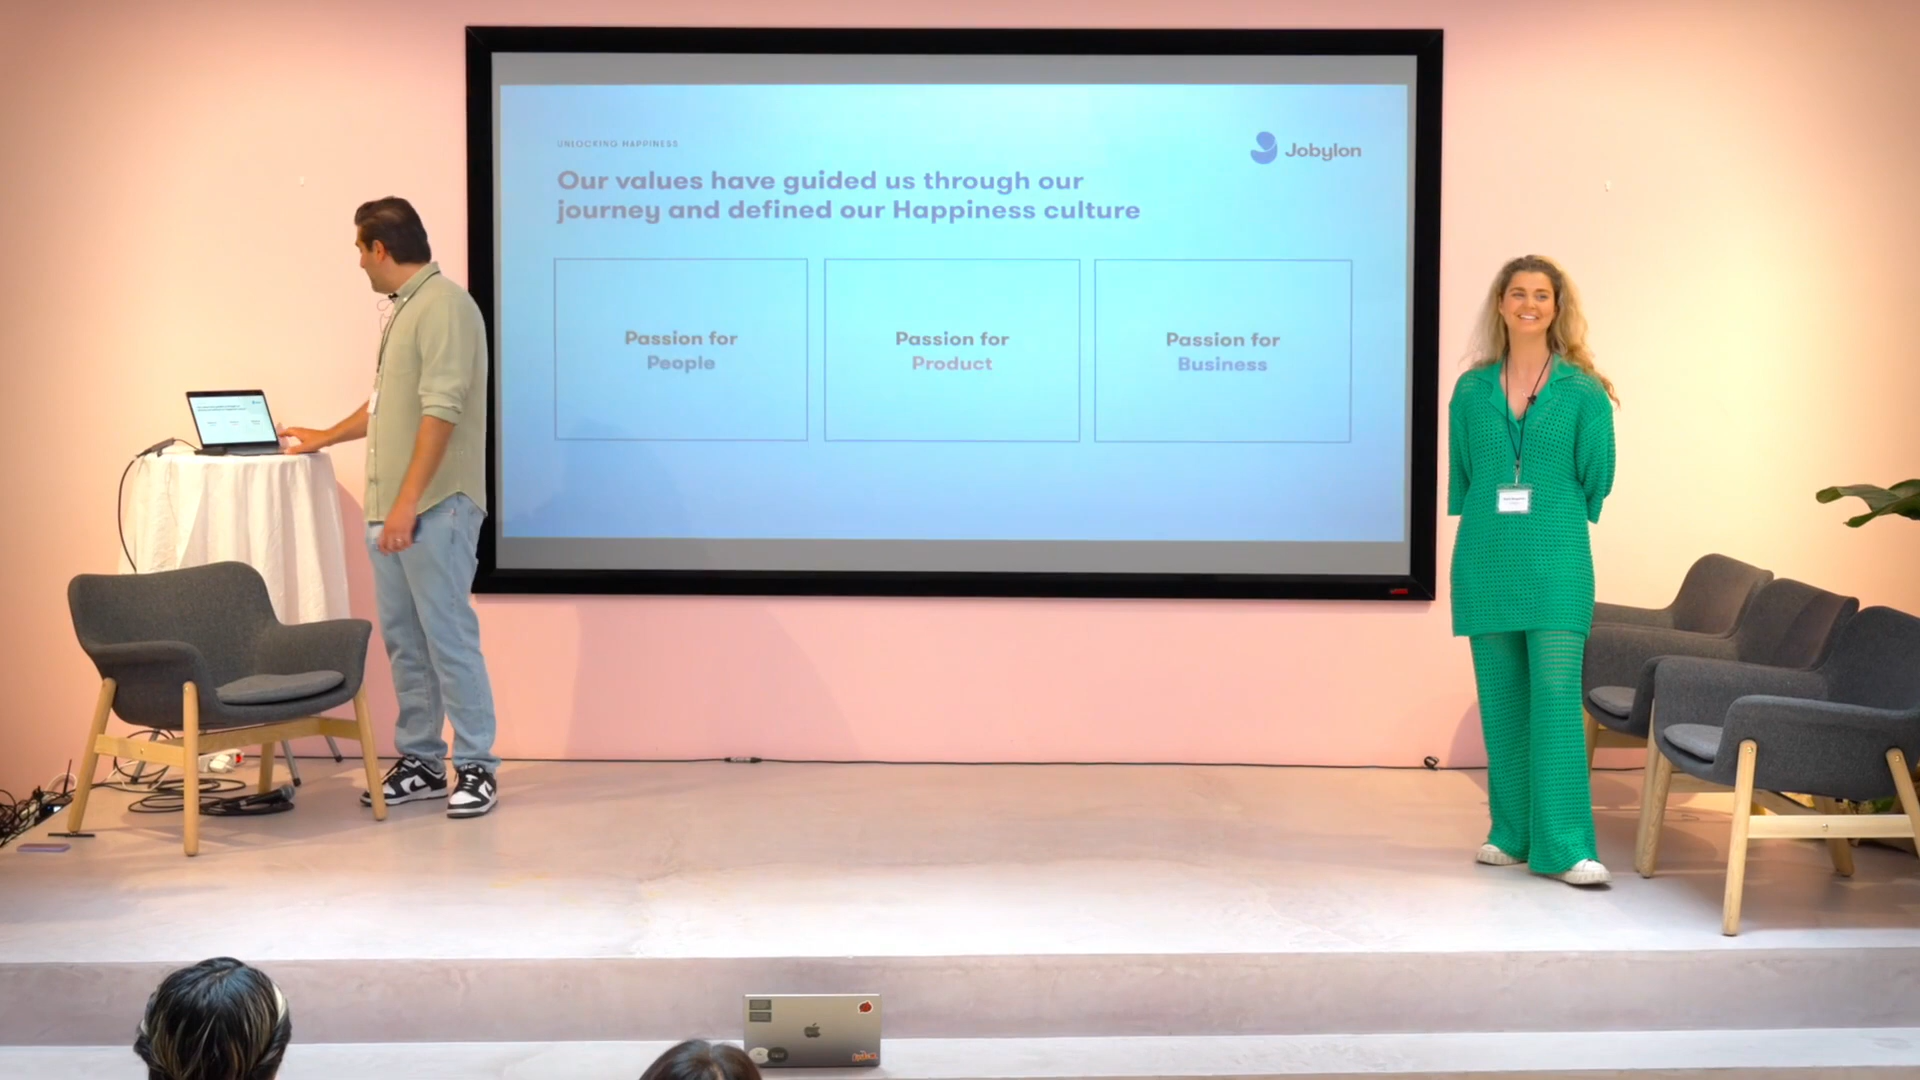 UNLOCKING HAPPINESS
Jobylon
Our values have guided us through our
journey and defined our Happiness culture
Passion for
People
Passion for
Product
Passion for
Business